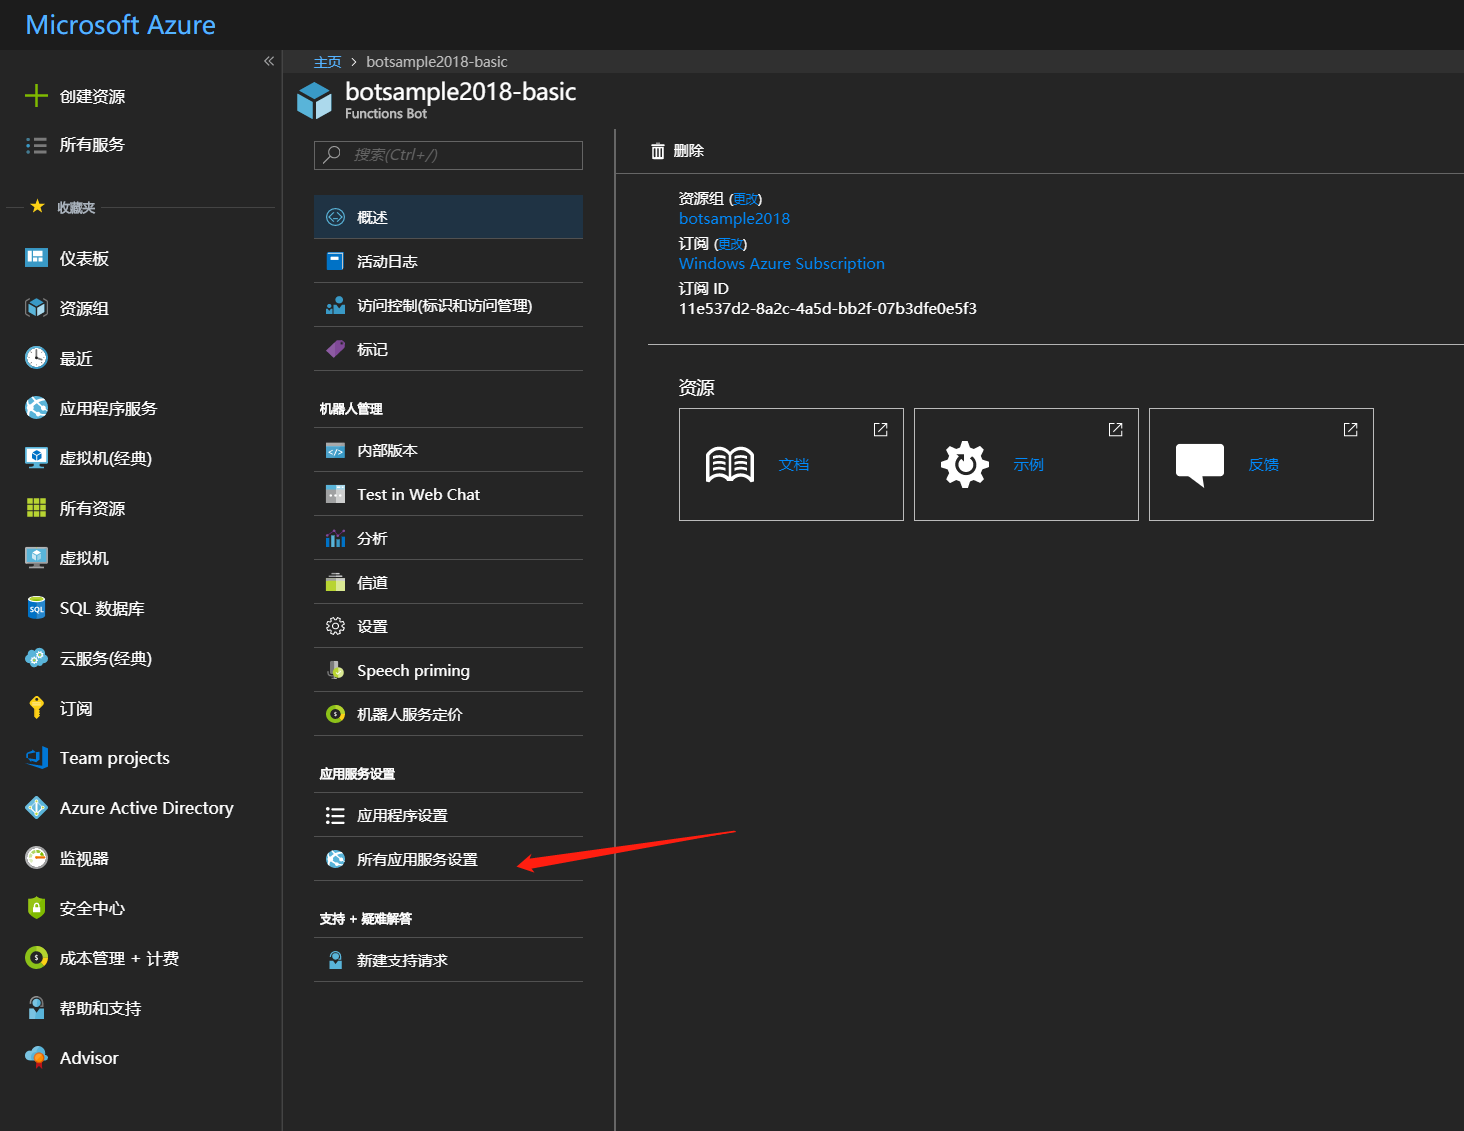 Microsoft Azure
«
主页 > botsample2018-basic
botsample2018-basic
Functions Bot
创建资源
所有服务
收藏夹
仪表板
资源组
最近
应用程序服务
虚拟机(经典)
所有资源
虚拟机
SQL 数据库
云服务(经典)
订阅
Team projects
Azure Active Directory
监视器
安全中心
成本管理 + 计费
帮助和支持
Advisor
搜索(Ctrl+/)
概述
活动日志
访问控制(标识和访问管理)
标记
机器人管理
内部版本
Test in Web Chat
分析
信道
设置
Speech priming
机器人服务定价
应用服务设置
应用程序设置
所有应用服务设置
支持 + 疑难解答
新建支持请求
删除
资源组 (更改)
botsample2018
订阅 (更改)
Windows Azure Subscription
订阅 ID
11e537d2-8a2c-4a5d-bb2f-07b3dfe0e5f3
资源
文档
示例
反馈